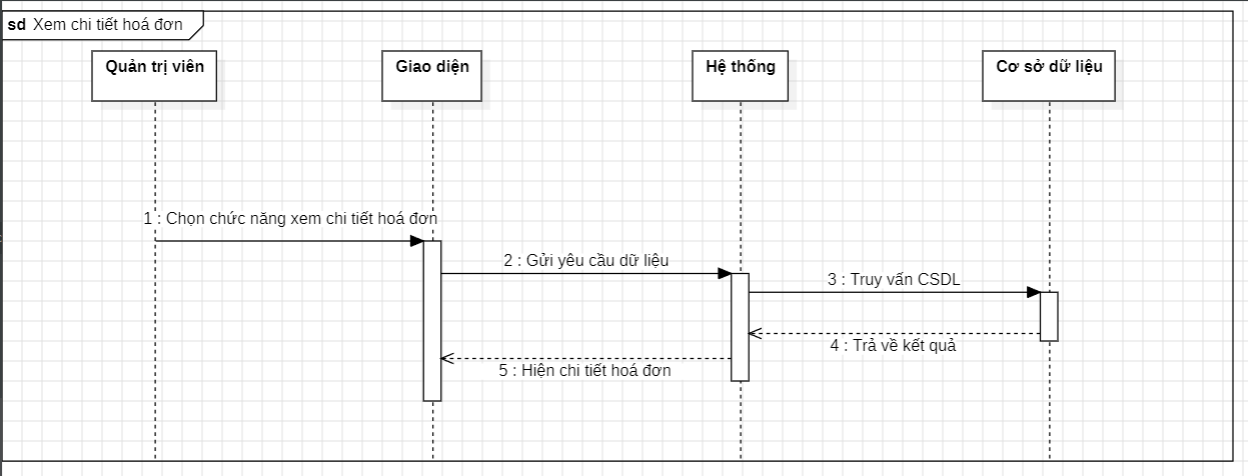 sd Xem chi tiết hoá đơn
Quản trị viên
Giao diện
Hệ thống
Cơ sở dữ liệu
1 : Chọn chức năng xem chi tiết hoá đơn
2 : Gửi yêu cầu dữ liệu
3 : Truy vấn CSDL
4 : Trả về kết quả
5 : Hiện chi tiết hoá đơn